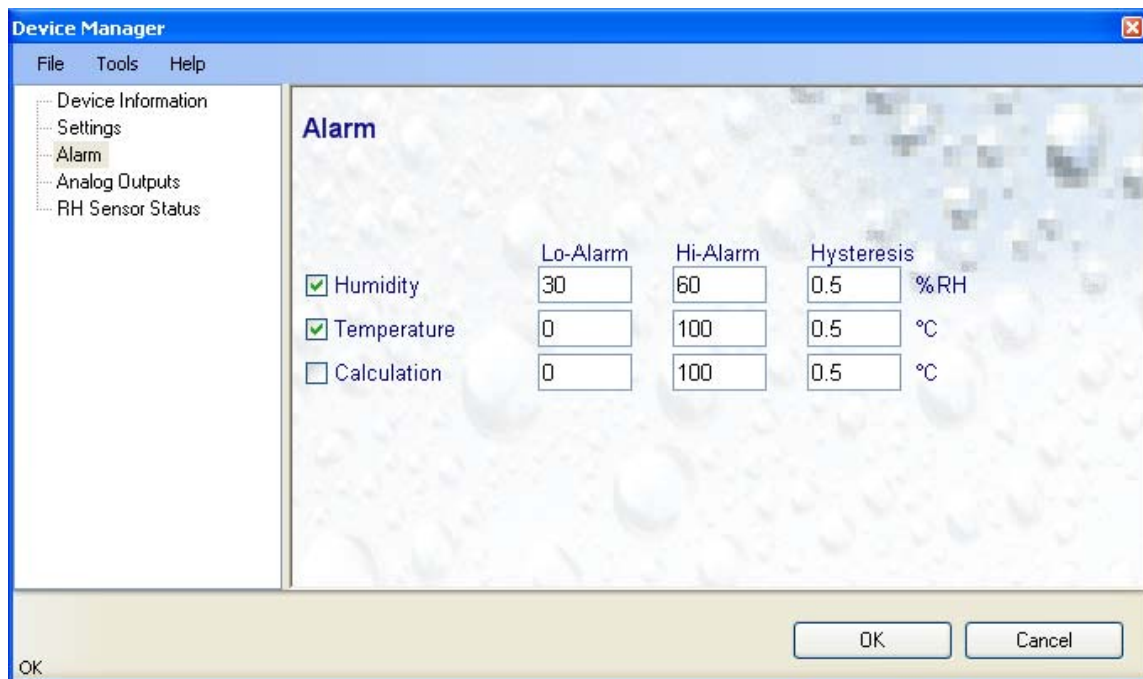 Device Manager
File Tools Help
Device Information
Settings
Alarm
Analog Outputs
RH Sensor Status
Alarm
Lo-Alarm Hi-Alarm Hysteresis
Humidity 30 60 0.5 %RH
Temperature 0 100 0.5 °C
Calculation 0 100 0.5 °C
OK Cancel
OK